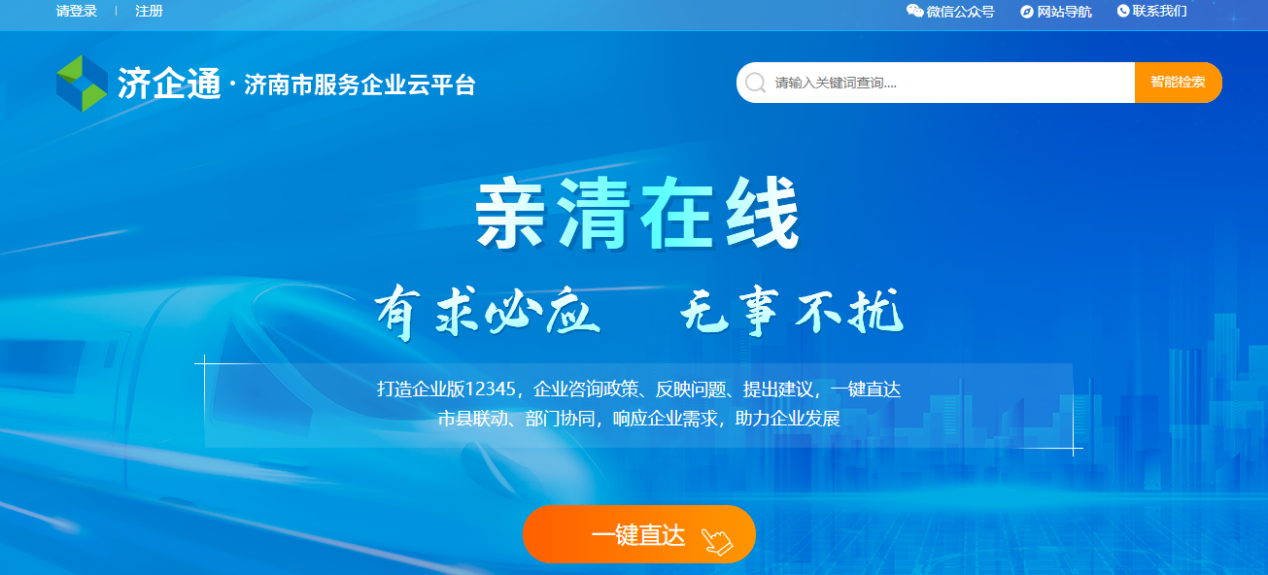 请登录 | 注册 微信公众号 网站导航 联系我们
济企通·济南市服务企业云平台 请输入关键词查询.... 智能检索
亲清在线
有求必应 无事不扰
打造企业版12345，企业咨询政策、反映问题、提出建议，一键直达
市县联动、部门协同，响应企业需求，助力企业发展
一键直达